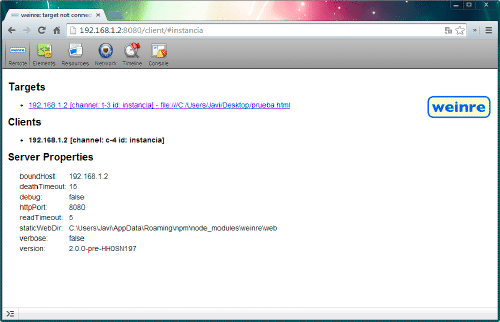 weinre: target not connec
192.168.1.2:8080/client/#instancia
Remote Elements Resources Network Timeline Console
Targets
192.168.1.2 [channel: t-3 id: instancia] - file:///C:/Users/Javi/Desktop/prueba.html
weinre
Clients
192.168.1.2 [channel: c-4 id: instancia]
Server Properties
boundHost: 192.168.1.2
deathTimeout: 15
debug: false
httpPort: 8080
readTimeout: 5
staticWebDir: C:\Users\Javi\AppData\Roaming\npm\node_modules\weinre\web
verbose: false
version: 2.0.0-pre-HH0SN197